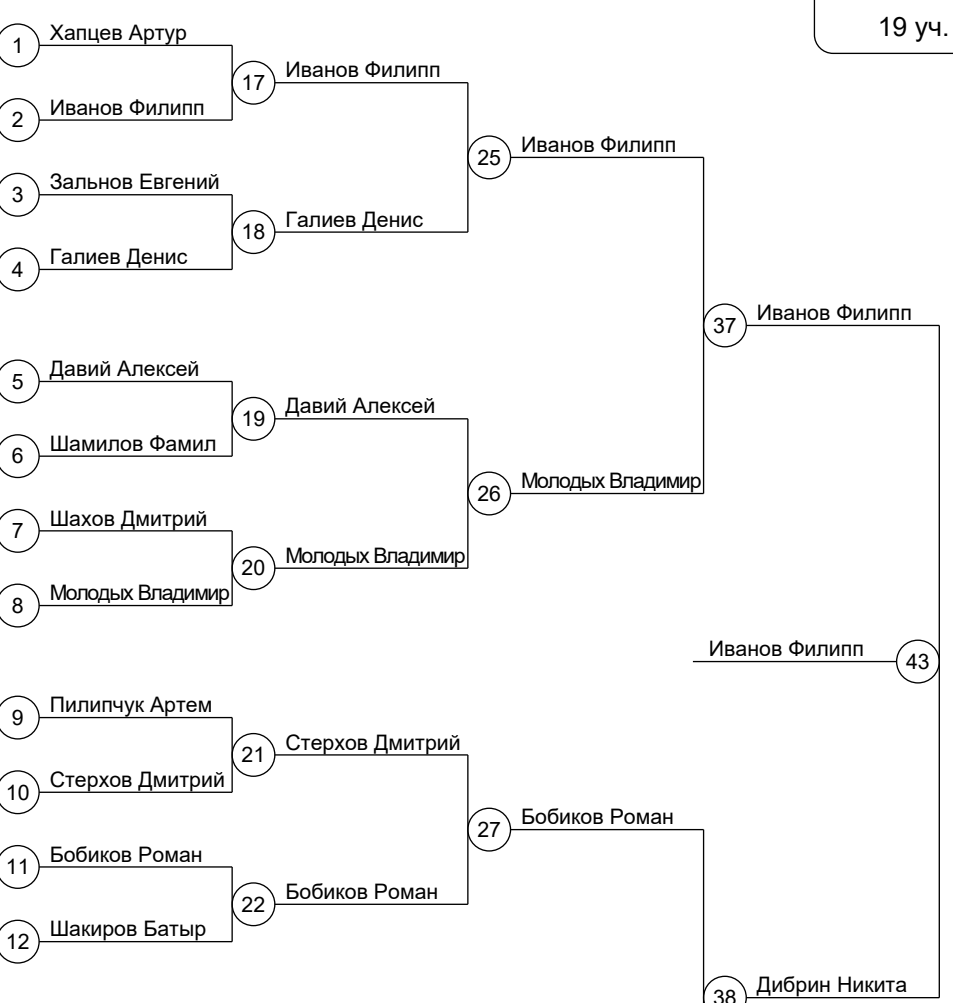 19 уч.
1 Хапцев Артур
17 Иванов Филипп
2 Иванов Филипп
25 Иванов Филипп
3 Зальнов Евгений
18 Галиев Денис
4 Галиев Денис
37 Иванов Филипп
5 Давий Алексей
19 Давий Алексей
6 Шамилов Фамил
26 Молодых Владимир
7 Шахов Дмитрий
20 Молодых Владимир
8 Молодых Владимир
Иванов Филипп 43
9 Пилипчук Артем
21 Стерхов Дмитрий
10 Стерхов Дмитрий
27 Бобиков Роман
11 Бобиков Роман
22 Бобиков Роман
12 Шакиров Батыр
38 Дибрин Никита